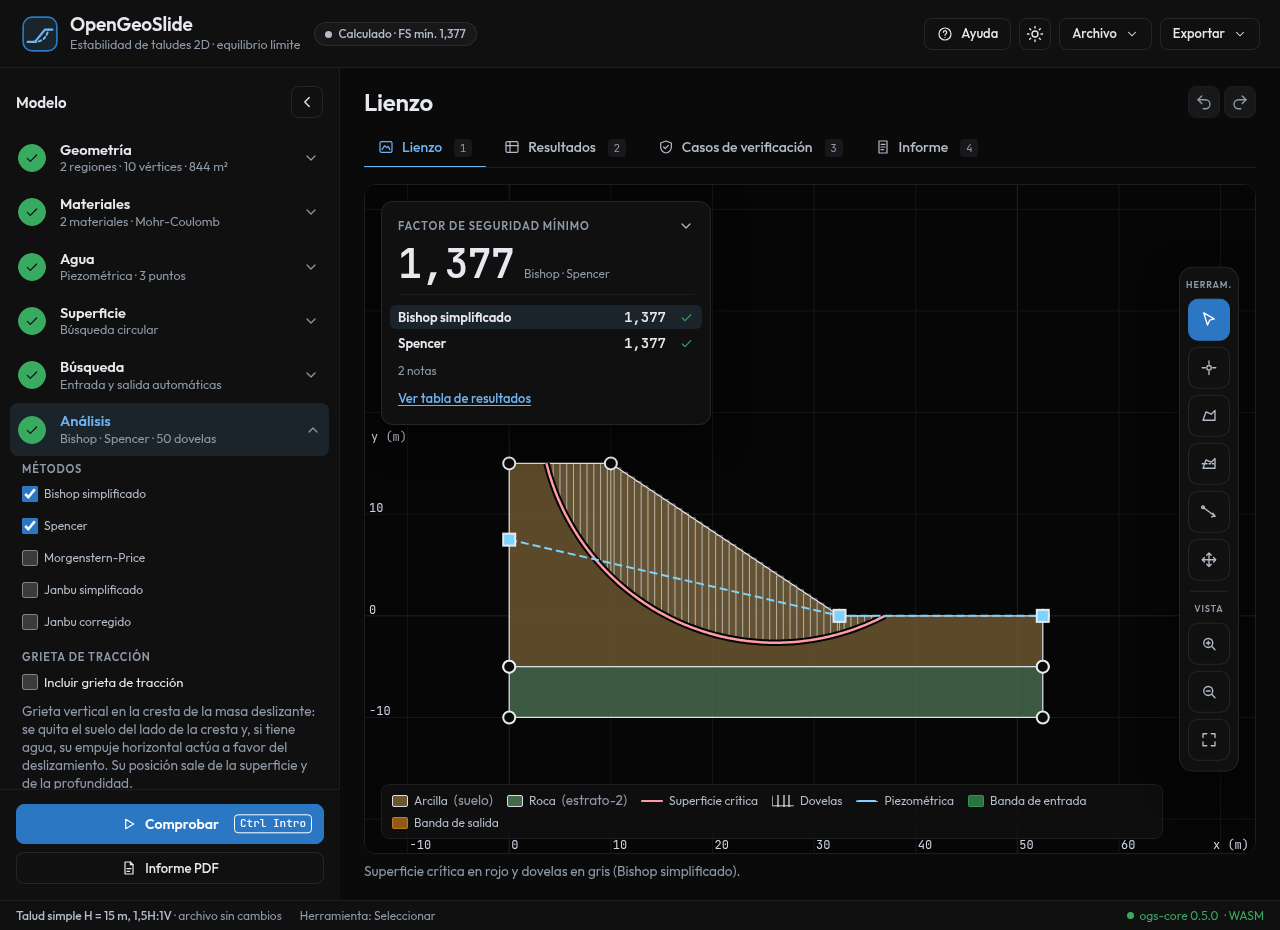 OpenGeoSlide
Estabilidad de taludes 2D · equilibrio límite
Calculado · FS mín. 1,377
Ayuda
Archivo
Exportar
Modelo
Geometría
2 regiones · 10 vértices · 844 m²
Materiales
2 materiales · Mohr-Coulomb
Agua
Piezométrica · 3 puntos
Superficie
Búsqueda circular
Búsqueda
Entrada y salida automáticas
Análisis
Bishop · Spencer · 50 dovelas
MÉTODOS
Bishop simplificado
Spencer
Morgenstern-Price
Janbu simplificado
Janbu corregido
GRIETA DE TRACCIÓN
Incluir grieta de tracción
Grieta vertical en la cresta de la masa deslizante:
se quita el suelo del lado de la cresta y, si tiene
agua, su empuje horizontal actúa a favor del
deslizamiento. Su posición sale de la superficie y
de la profundidad.
Comprobar Ctrl Intro
Informe PDF
Lienzo
Lienzo 1
Resultados 2
Casos de verificación 3
Informe 4
FACTOR DE SEGURIDAD MÍNIMO
1,377 Bishop · Spencer
Bishop simplificado 1,377
Spencer 1,377
2 notas
Ver tabla de resultados
y (m)
10
0
-10
HERRAM.
VISTA
Arcilla (suelo) Roca (estrato-2) Superficie crítica Dovelas Piezométrica Banda de entrada
Banda de salida
-10 0 10 20 30 40 50 60 x (m)
Superficie crítica en rojo y dovelas en gris (Bishop simplificado).
Talud simple H = 15 m, 1,5H:1V · archivo sin cambios Herramienta: Seleccionar
ogs-core 0.5.0 · WASM